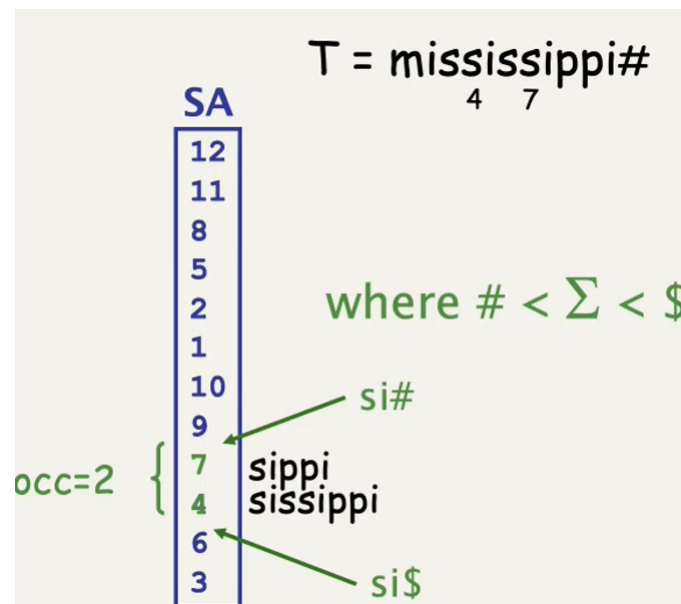 T = mississippi#
4 7
SA
12
11
8
5
2
where # < Σ < $
1
10
si#
9
occ=2
7 sippi
4 sissippi
6
3
si$